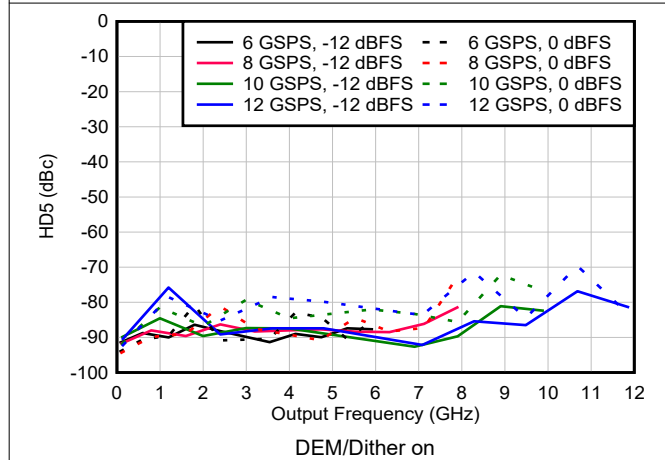 0
-10
-20
-30
-40
-50
-60
-70
-80
-90
-100
HD5 (dBc)
6 GSPS, -12 dBFS
8 GSPS, -12 dBFS
10 GSPS, -12 dBFS
12 GSPS, -12 dBFS
6 GSPS, 0 dBFS
8 GSPS, 0 dBFS
10 GSPS, 0 dBFS
12 GSPS, 0 dBFS
0 1 2 3 4 5 6 7 8 9 10 11 12
Output Frequency (GHz)
DEM/Dither on